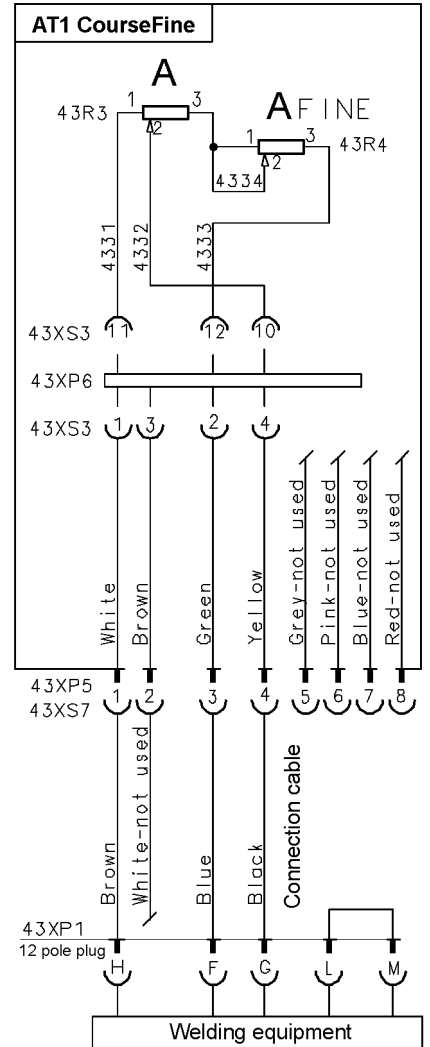 AT1 CourseFine
A
A FINE
43R3
1
3
2
1
3
2
43R4
4334
4331
4332
4333
43XS3
11
12
10
43XP6
43XS3
1
3
2
4
White
Brown
Green
Yellow
Grey-not used
Pink-not used
Blue-not used
Red-not used
43XP5
43XS7
1
2
3
4
5
6
7
8
Brown
White-not used
Blue
Black
Connection cable
43XP1
12 pole plug
H
F
G
L
M
Welding equipment